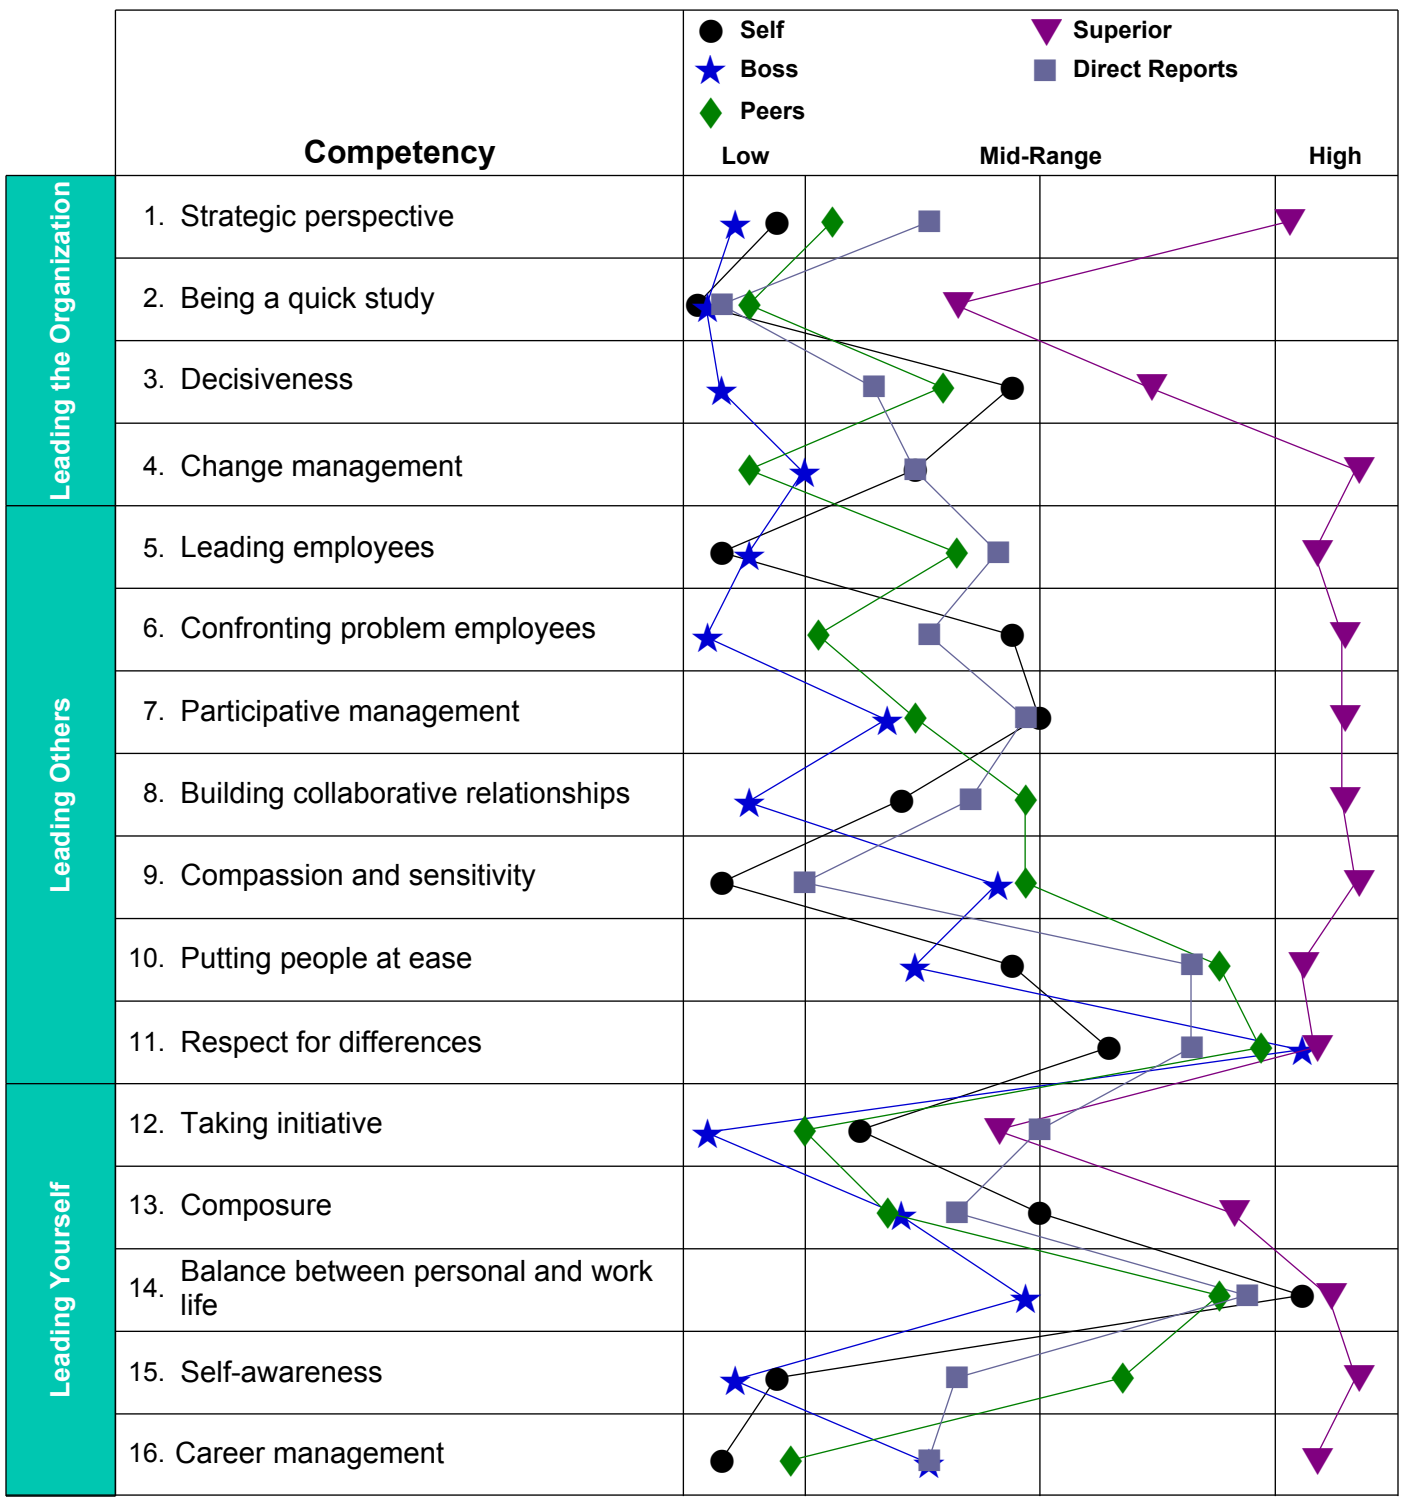 Self
Superior
Boss
Direct Reports
Peers
Competency
Low
Mid-Range
High
Leading the Organization
1. Strategic perspective
2. Being a quick study
3. Decisiveness
4. Change management
Leading Others
5. Leading employees
6. Confronting problem employees
7. Participative management
8. Building collaborative relationships
9. Compassion and sensitivity
10. Putting people at ease
11. Respect for differences
Leading Yourself
12. Taking initiative
13. Composure
14. Balance between personal and work
life
15. Self-awareness
16. Career management